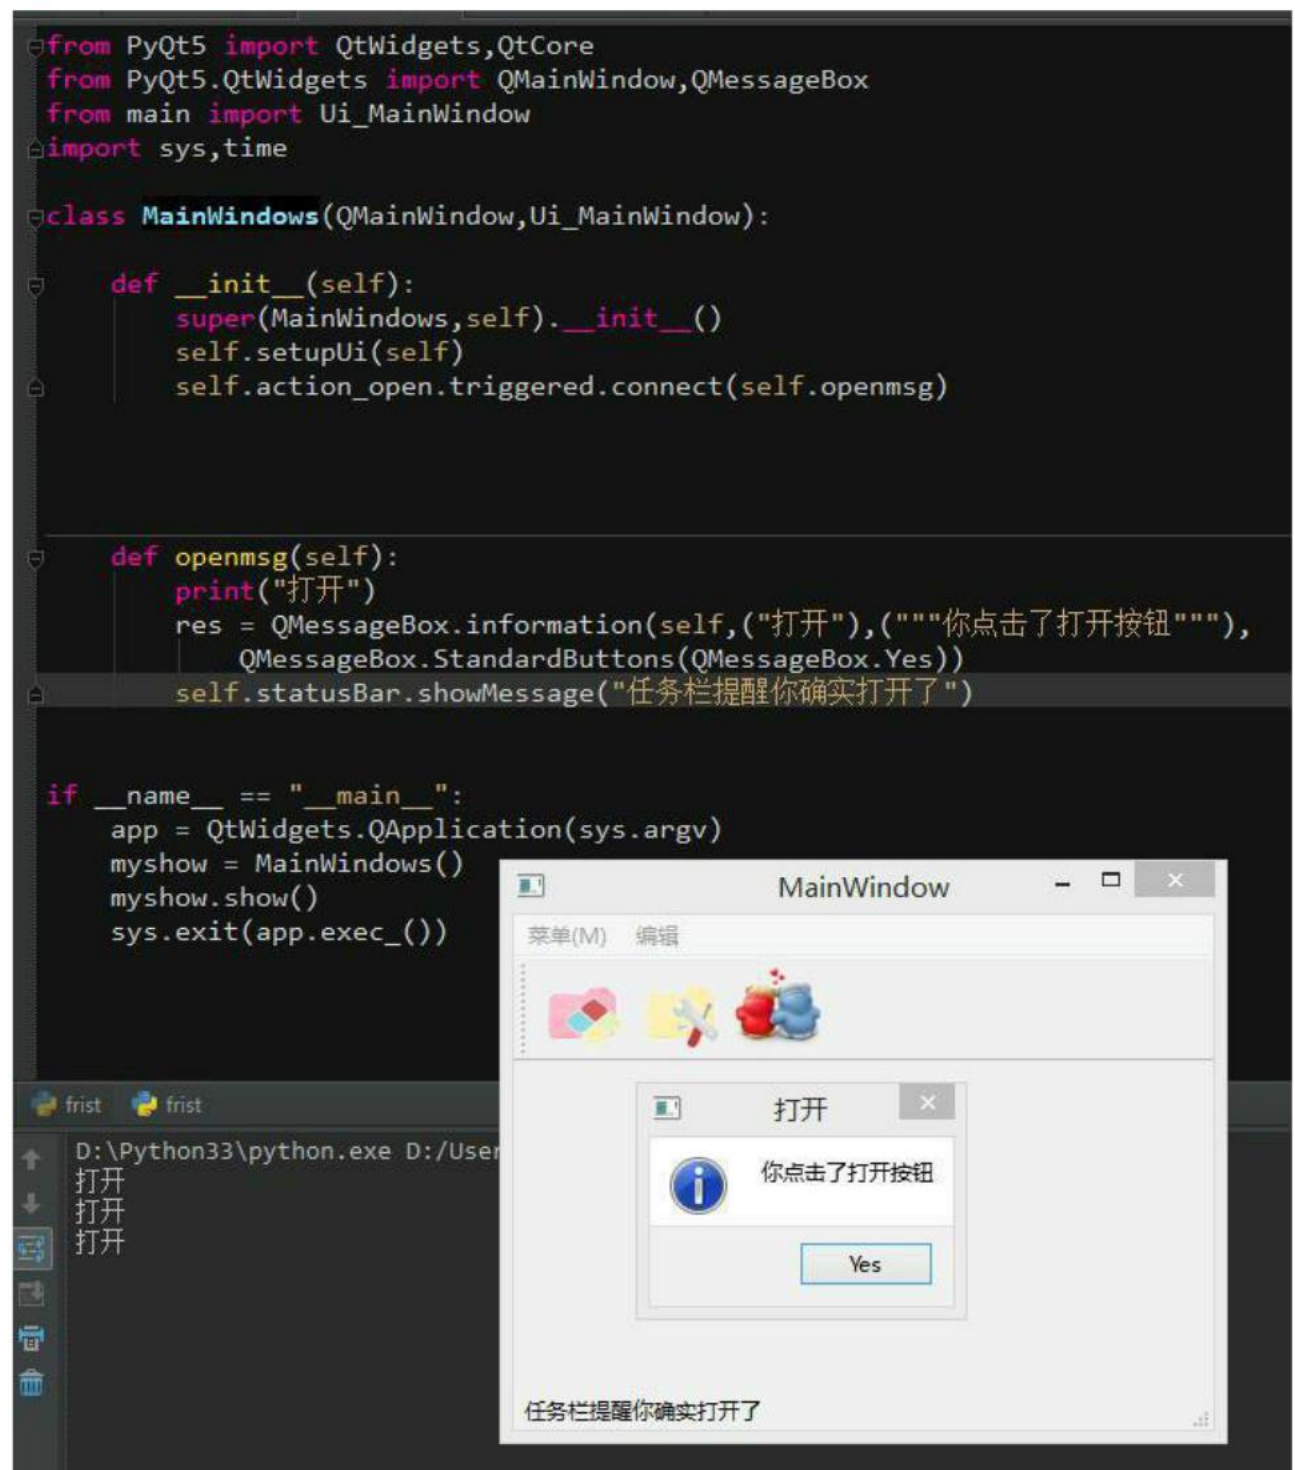 from PyQt5 import QtWidgets,QtCore
from PyQt5.QtWidgets import QMainWindow,QMessageBox
from main import Ui_MainWindow
import sys,time
class MainWindows(QMainWindow,Ui_MainWindow):
def __init__(self):
super(MainWindows,self).__init__()
self.setupUi(self)
self.action_open.triggered.connect(self.openmsg)
def openmsg(self):
print("打开")
res = QMessageBox.information(self,("打开"),("""你点击了打开按钮"""),
QMessageBox.StandardButtons(QMessageBox.Yes))
self.statusBar.showMessage("任务栏提醒你确实打开了")
if __name__ == "__main__":
app = QtWidgets.QApplication(sys.argv)
myshow = MainWindows()
myshow.show()
sys.exit(app.exec_())
MainWindow
菜单(M) 编辑
打开
你点击了打开按钮
Yes
任务栏提醒你确实打开了
frist frist
D:\Python33\python.exe D:/User
打开
打开
打开